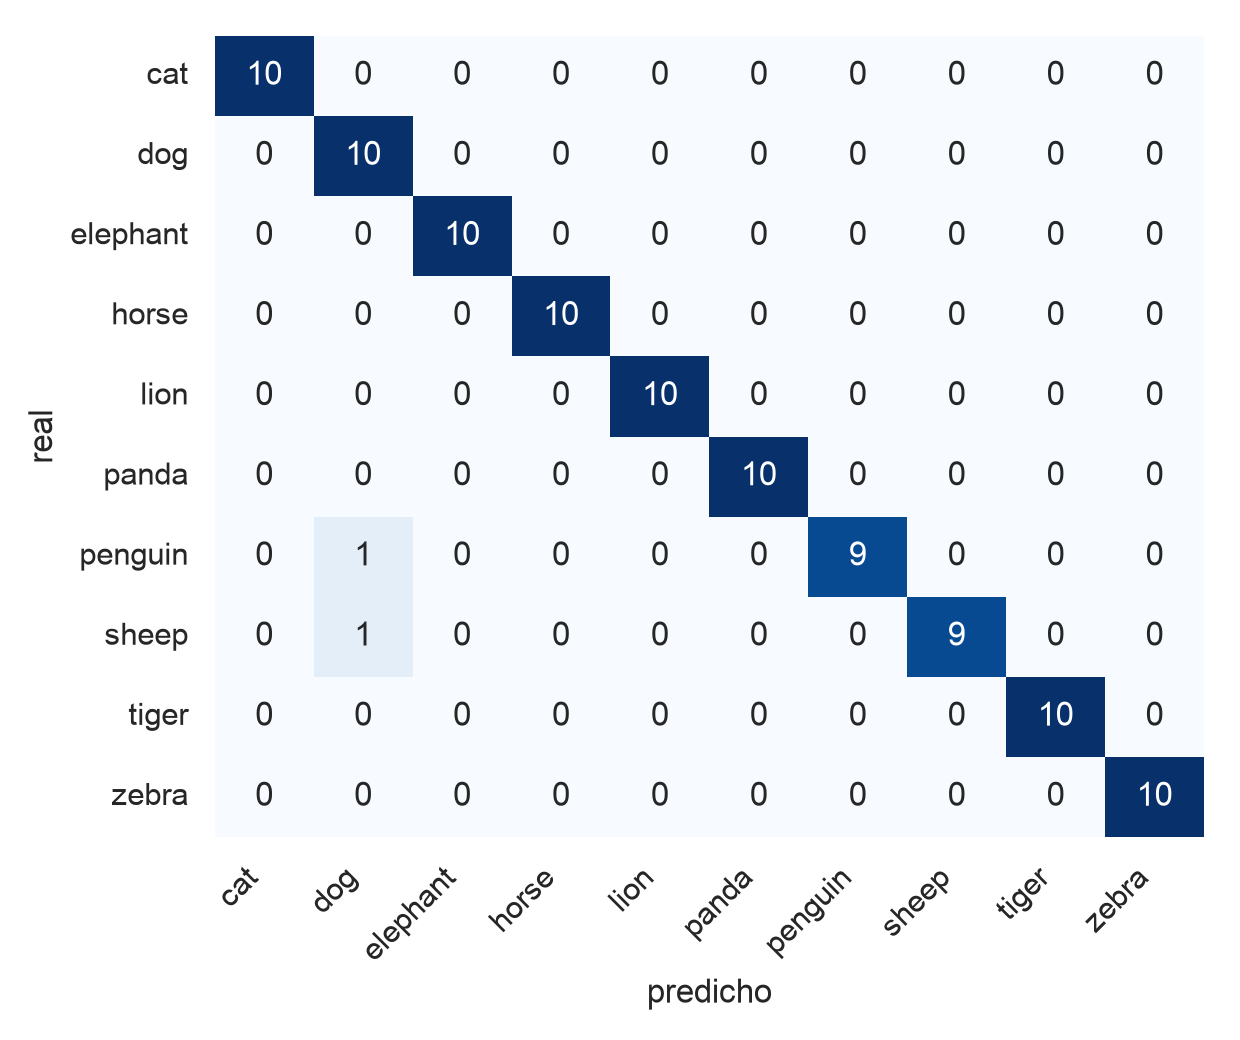 cat 10 0 0 0 0 0 0 0 0 0
dog 0 10 0 0 0 0 0 0 0 0
elephant 0 0 10 0 0 0 0 0 0 0
horse 0 0 0 10 0 0 0 0 0 0
lion 0 0 0 0 10 0 0 0 0 0
panda 0 0 0 0 0 10 0 0 0 0
penguin 0 1 0 0 0 0 9 0 0 0
sheep 0 1 0 0 0 0 0 9 0 0
tiger 0 0 0 0 0 0 0 0 10 0
zebra 0 0 0 0 0 0 0 0 0 10
real
cat dog elephant horse lion panda penguin sheep tiger zebra
predicho